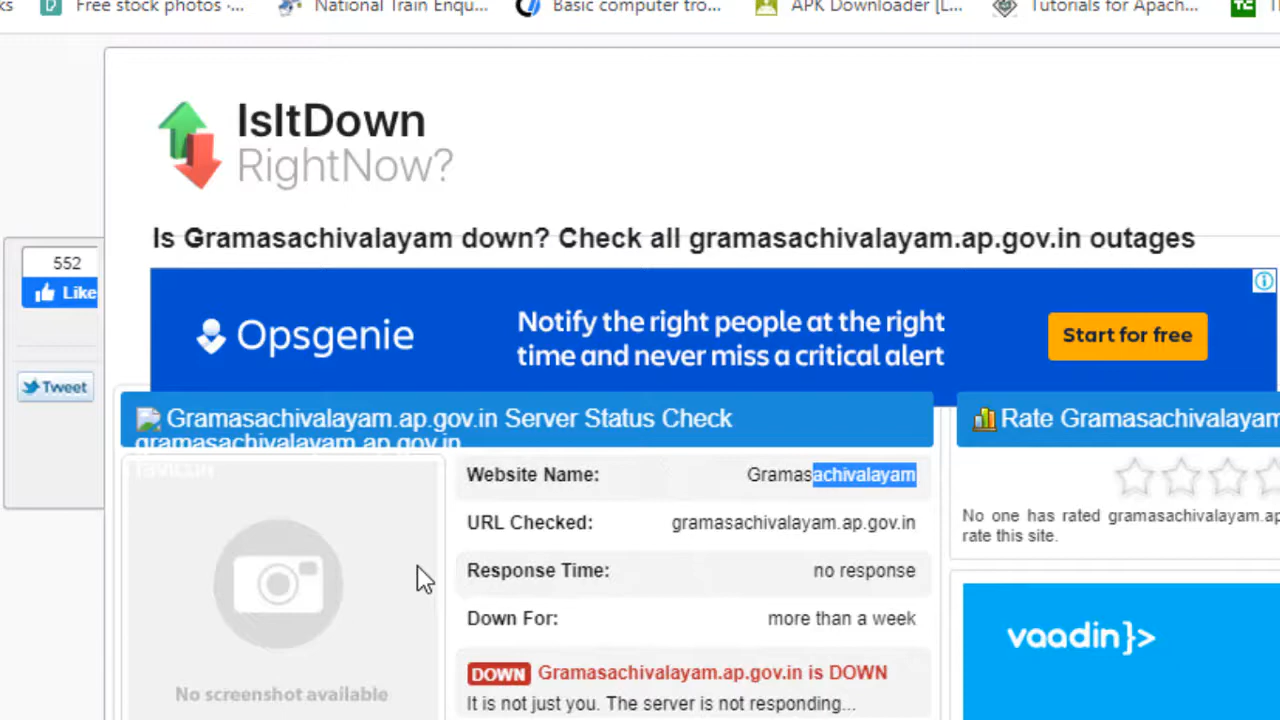 Free stock photos -...
National Train Enqu...
Basic computer tro...
APK Downloader [L...
Tutorials for Apach...
IsItDown
RightNow?
Is Gramasachivalayam down? Check all gramasachivalayam.ap.gov.in outages
552
Like
Tweet
Opsgenie
Notify the right people at the right
time and never miss a critical alert
Start for free
Gramasachivalayam.ap.gov.in Server Status Check
gramasachivalayam.ap.gov.in
favicon
Rate Gramasachivalayam
Website Name: Gramasachivalayam
URL Checked: gramasachivalayam.ap.gov.in
Response Time: no response
Down For: more than a week
DOWN Gramasachivalayam.ap.gov.in is DOWN
It is not just you. The server is not responding...
No screenshot available
No one has rated gramasachivalayam.ap
rate this site.
vaadin}>